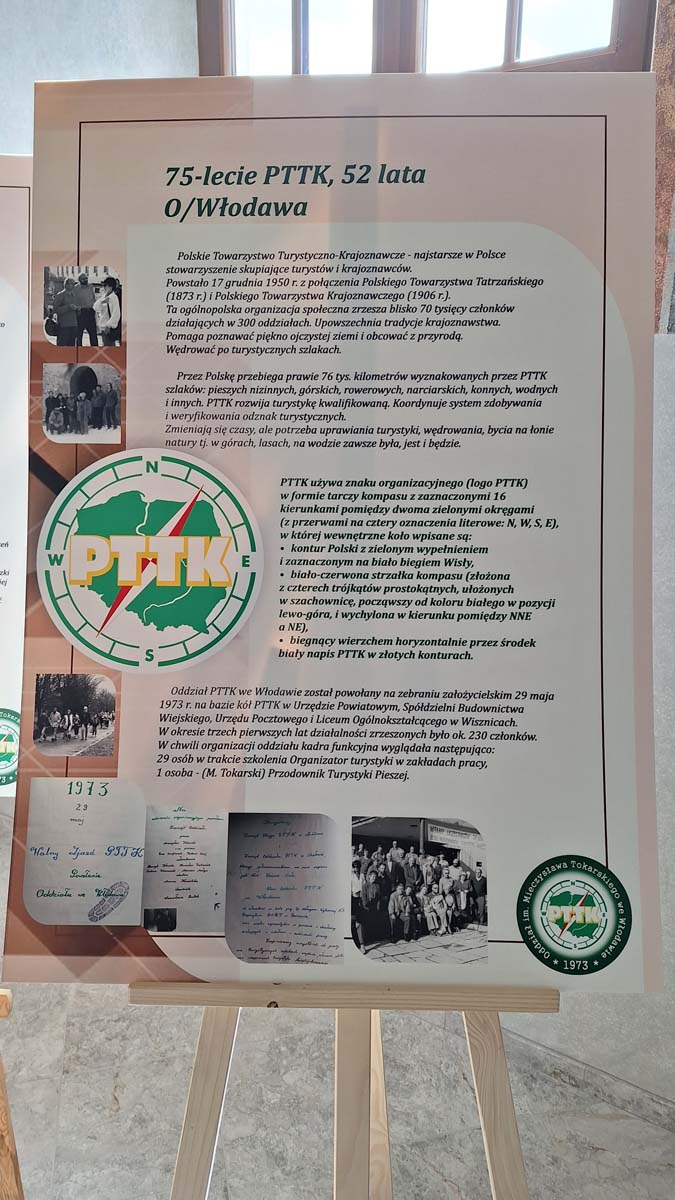 75-lecie PTTK, 52 lata
O/Włodawa
Polskie Towarzystwo Turystyczno-Krajoznawcze - najstarsze w Polsce
stowarzyszenie skupiające turystów i krajoznawców.
Powstało 17 grudnia 1950 r. z połączenia Polskiego Towarzystwa Tatrzańskiego
(1873 r.) i Polskiego Towarzystwa Krajoznawczego (1906 r.).
Ta ogólnopolska organizacja społeczna zrzesza blisko 70 tysięcy członków
działających w 300 oddziałach. Upowszechnia tradycje krajoznawstwa.
Pomaga poznawać piękno ojczystej ziemi i obcować z przyrodą.
Wędrować po turystycznych szlakach.
Przez Polskę przebiega prawie 76 tys. kilometrów wyznakowanych przez PTTK
szlaków: pieszych nizinnych, górskich, rowerowych, narciarskich, konnych, wodnych
i innych. PTTK rozwija turystykę kwalifikowaną. Koordynuje system zdobywania
i weryfikowania odznak turystycznych.
Zmieniają się czasy, ale potrzeba uprawiania turystyki, wędrowania, bycia na łonie
natury tj. w górach, lasach, na wodzie zawsze była, jest i będzie.
N
W
E
S
PTTK
PTTK używa znaku organizacyjnego (logo PTTK)
w formie tarczy kompasu z zaznaczonymi 16
kierunkami pomiędzy dwoma zielonymi okręgami
(z przerwami na cztery oznaczenia literowe: N, W, S, E),
w której wewnętrzne koło wpisane są:
• kontur Polski z zielonym wypełnieniem
i zaznaczonym na biało biegiem Wisły,
• biało-czerwona strzałka kompasu (złożona
z czterech trójkątów prostokątnych, ułożonych
w szachownicę, począwszy od koloru białego w pozycji
lewo-góra, i wychylona w kierunku pomiędzy NNE
a NE),
• biegnący wierzchem horyzontalnie przez środek
biały napis PTTK w złotych konturach.
Oddział PTTK we Włodawie został powołany na zebraniu założycielskim 29 maja
1973 r. na bazie kół PTTK w Urzędzie Powiatowym, Spółdzielni Budownictwa
Wiejskiego, Urzędu Pocztowego i Liceum Ogólnokształcącego w Wisznicach.
W okresie trzech pierwszych lat działalności zrzeszonych było ok. 230 członków.
W chwili organizacji oddziału kadra funkcyjna wyglądała następująco:
29 osób w trakcie szkolenia Organizator turystyki w zakładach pracy,
1 osoba - (M. Tokarski) Przodownik Turystyki Pieszej.
1973
29
maj
Walny Zjazd PTTK
Powstanie
Oddziału we Włodawie
Oddział im. Mieczysława Tokarskiego we Włodawie
PTTK
★ 1973 ★